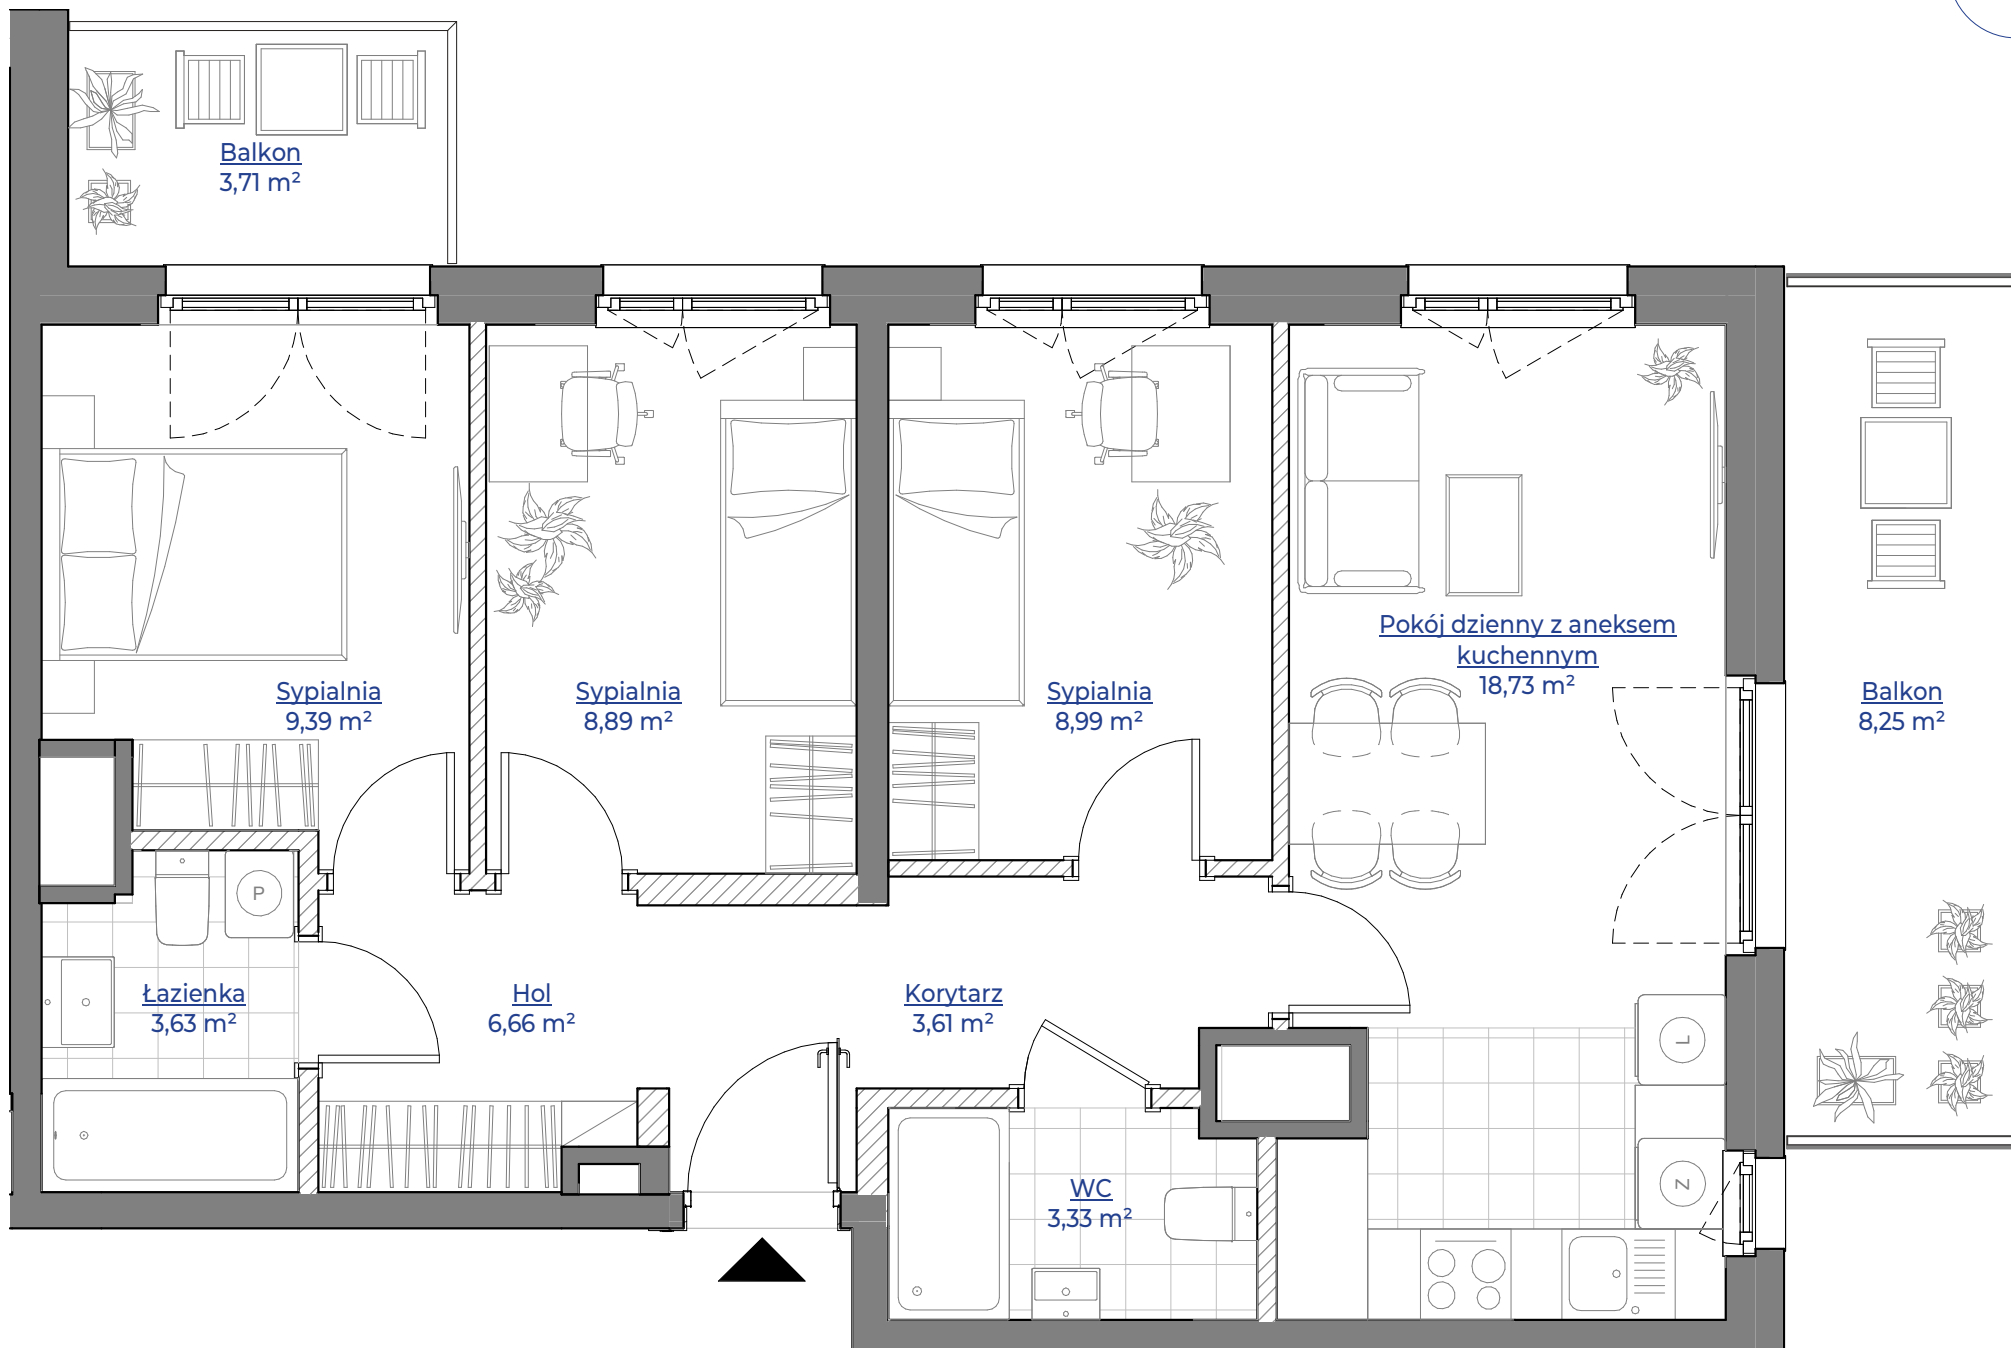 Balkon
3,71 m²
Sypialnia
9,39 m²
Sypialnia
8,89 m²
Sypialnia
8,99 m²
Pokój dzienny z aneksem
kuchennym
18,73 m²
Balkon
8,25 m²
P
Łazienka
3,63 m²
Hol
6,66 m²
Korytarz
3,61 m²
L
WC
3,33 m²
Z